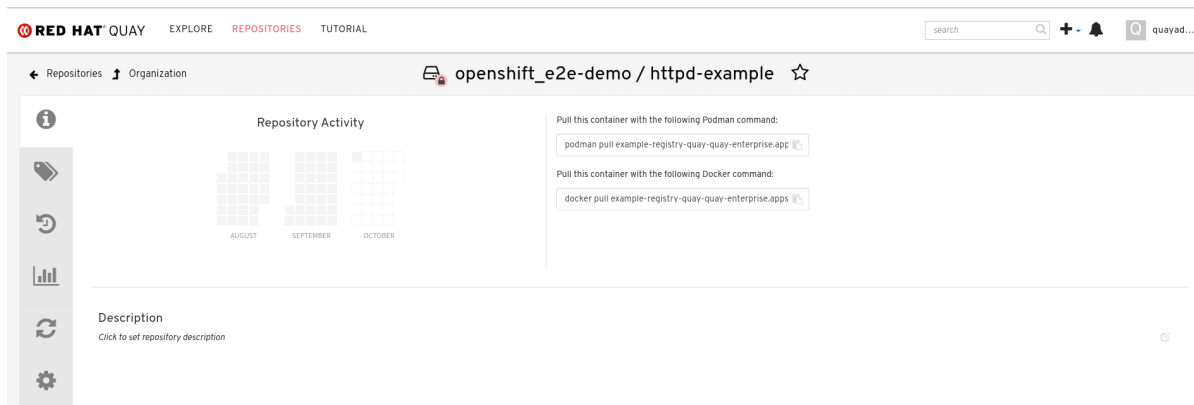 RED HAT® QUAY EXPLORE REPOSITORIES TUTORIAL search Q quayad...
Repositories Organization openshift_e2e-demo / httpd-example
Repository Activity
AUGUST SEPTEMBER OCTOBER
Pull this container with the following Podman command:
podman pull example-registry-quay-quay-enterprise.app
Pull this container with the following Docker command:
docker pull example-registry-quay-quay-enterprise.apps
Description
Click to set repository description